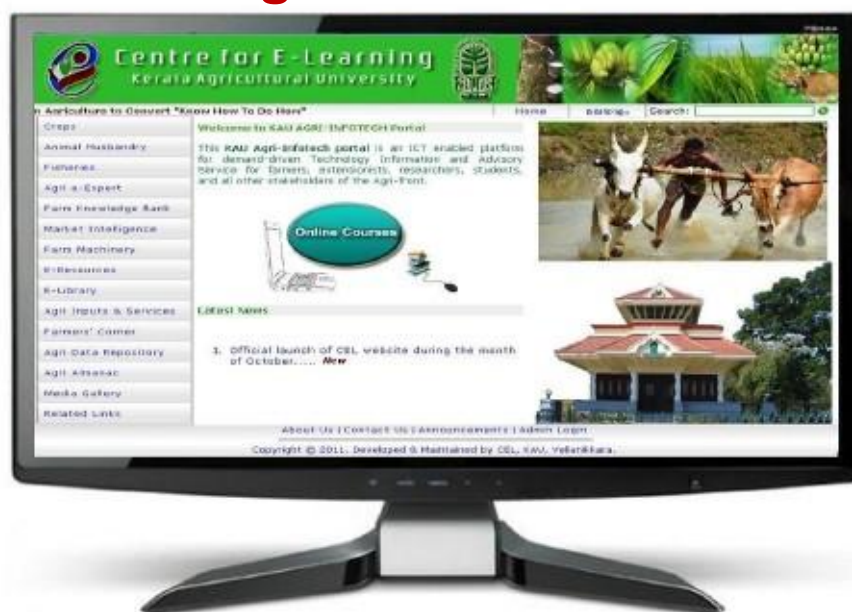 Centre for E-Learning
Kerala Agricultural University
n Agriculture to Convert "Know How To Do How"
Home
Search:
Crops
Animal Husbandry
Fisheries
Agri e-Expert
Farm Knowledge Bank
Market Intelligence
Farm Machinery
E-Resources
E-Library
Agri Inputs & Services
Farmers' Corner
Agri Data Repository
Agri Almanac
Media Gallery
Related Links
Welcome to KAU AGRI-INFOTECH Portal
This KAU Agri-Infotech portal is an ICT enabled platform
for demand-driven Technology Information and Advisory
Service for farmers, extensionists, researchers, students,
and all other stakeholders of the Agri-front.
Online Courses
Latest News
1. Official launch of CEL website during the month
of October..... New
About Us | Contact Us | Announcements | Admin Login
Copyright © 2011. Developed & Maintained by CEL, KAU, Vellanikkara.